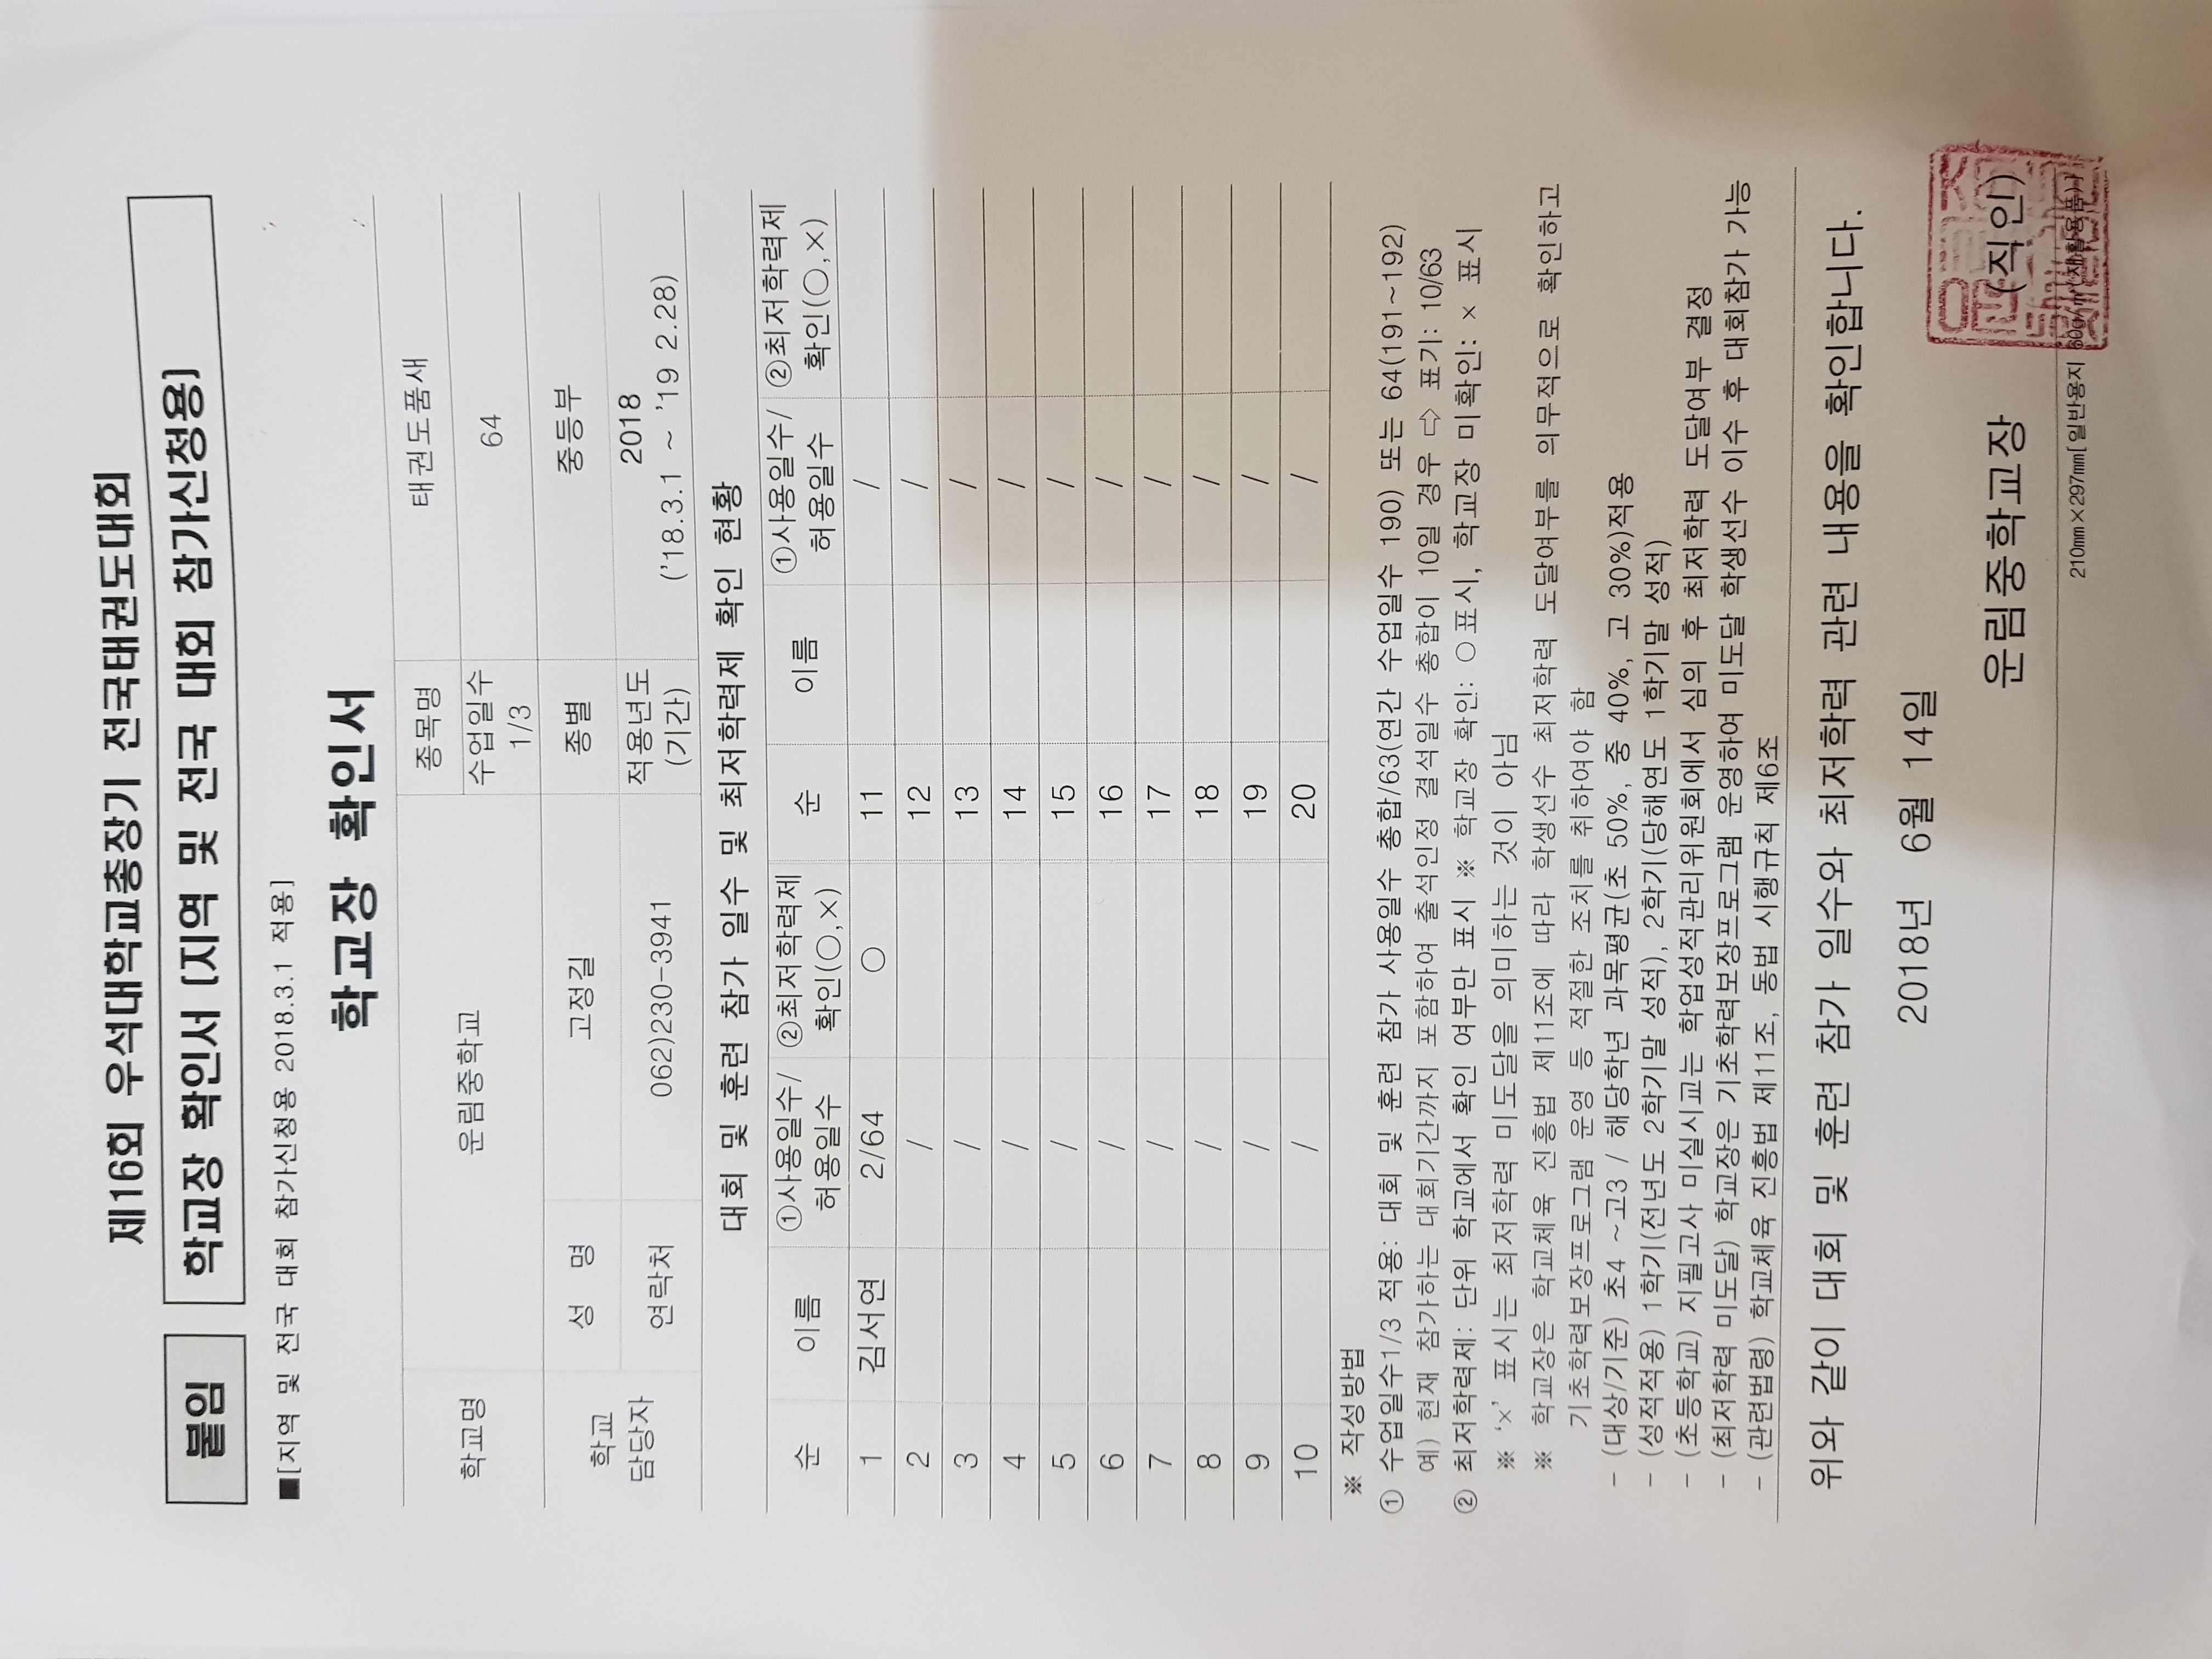 제16회 우석대학교총장기 전국태권도대회
붙임 학교장 확인서 [지역 및 전국 대회 참가신청용]
■[지역 및 전국 대회 참가신청용 2018.3.1 적용]
학교장 확인서
학교명 운림중학교 종목명 태권도품새
수업일수 1/3 64
학교 담당자 성 명 고정길 종별 중등부
연락처 062)230-3941 적용년도 (기간) 2018 ('18.3.1 ~ '19 2.28)
대회 및 훈련 참가 일수 및 최저학력제 확인 현황
순 이름 ①사용일수/ 허용일수 ②최저학력제 확인(○,×) 순 이름 ①사용일수/ 허용일수 ②최저학력제 확인(○,×)
1 김서연 2/64 ○ 11 /
2 / 12 /
3 / 13 /
4 / 14 /
5 / 15 /
6 / 16 /
7 / 17 /
8 / 18 /
9 / 19 /
10 / 20 /
※ 작성방법
① 수업일수1/3 적용: 대회 및 훈련 참가 사용일수 총합/63(연간 수업일수 190) 또는 64(191~192)
예) 현재 참가하는 대회기간까지 포함하여 출석인정 결석일수 총합이 10일 경우 ⇨ 표기: 10/63
② 최저학력제: 단위 학교에서 확인 여부만 표시 ※ 학교장 확인: ○표시, 학교장 미확인: × 표시
※ '×' 표시는 최저학력 미도달을 의미하는 것이 아님
※ 학교장은 학교체육 진흥법 제11조에 따라 학생선수 최저학력 도달여부를 의무적으로 확인하고
기초학력보장프로그램 운영 등 적절한 조치를 취하여야 함
- (대상/기준) 초4 ~고3 / 해당학년 과목평균(초 50%, 중 40%, 고 30%)적용
- (성적적용) 1학기(전년도 2학기말 성적), 2학기(당해연도 1학기말 성적)
- (초등학교) 지필고사 미실시교는 학업성적관리위원회에서 심의 후 최저학력 도달여부 결정
- (최저학력 미도달) 학교장은 기초학력보장프로그램 운영하여 미도달 학생선수 이수 후 대회참가 가능
- (관련법령) 학교체육 진흥법 제11조, 동법 시행규칙 제6조
위와 같이 대회 및 훈련 참가 일수와 최저학력 관련 내용을 확인합니다.
2018년 6월 14일
운림중학교장 (직인)
210㎜×297㎜[일반용지 60g/㎡(재활용품)]